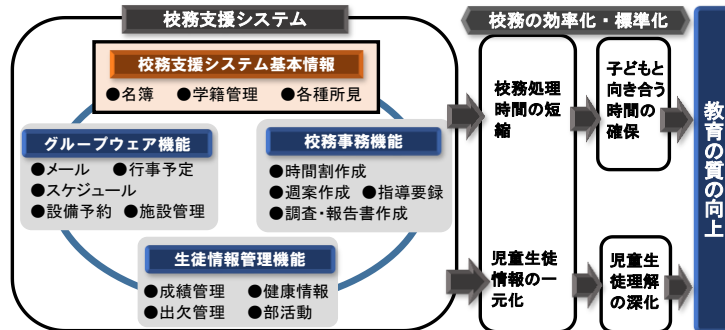 校務支援システム
校務支援システム基本情報
●名簿　●学籍管理　●各種所見
グループウェア機能
●メール　●行事予定
●スケジュール
●設備予約　●施設管理
校務事務機能
●時間割作成
●週案作成　●指導要録
●調査・報告書作成
生徒情報管理機能
●成績管理　●健康情報
●出欠管理　●部活動
校務の効率化・標準化
校務処理
時間の短
縮
子どもと
向き合う
時間の
確保
児童生徒
情報の一
元化
児童生
徒理解
の深化
教育の質の向上